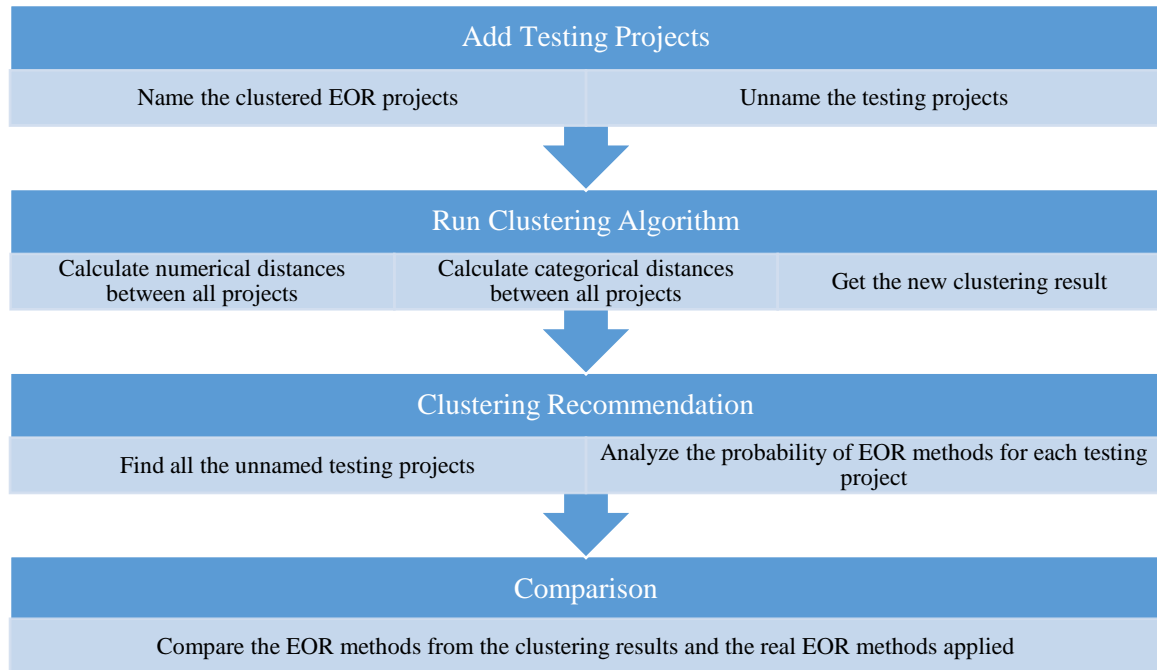 Add Testing Projects
Name the clustered EOR projects
Unname the testing projects
Run Clustering Algorithm
Calculate numerical distances
between all projects
Calculate categorical distances
between all projects
Get the new clustering result
Clustering Recommendation
Find all the unnamed testing projects
Analyze the probability of EOR methods for each testing
project
Comparison
Compare the EOR methods from the clustering results and the real EOR methods applied